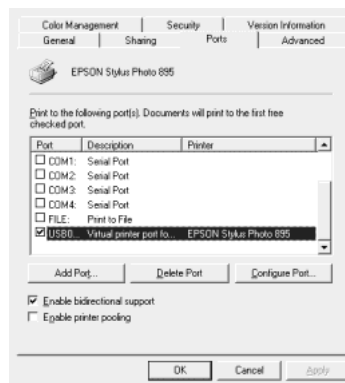 Color Management Security Version Information
General Sharing Ports Advanced
EPSON Stylus Photo 895
Print to the following port(s). Documents will print to the first free
checked port.
Port Description Printer
COM1: Serial Port
COM2: Serial Port
COM3: Serial Port
COM4: Serial Port
FILE: Print to File
USB0... Virtual printer port fo... EPSON Stylus Photo 895
Add Port... Delete Port Configure Port...
Enable bidirectional support
Enable printer pooling
OK Cancel Apply